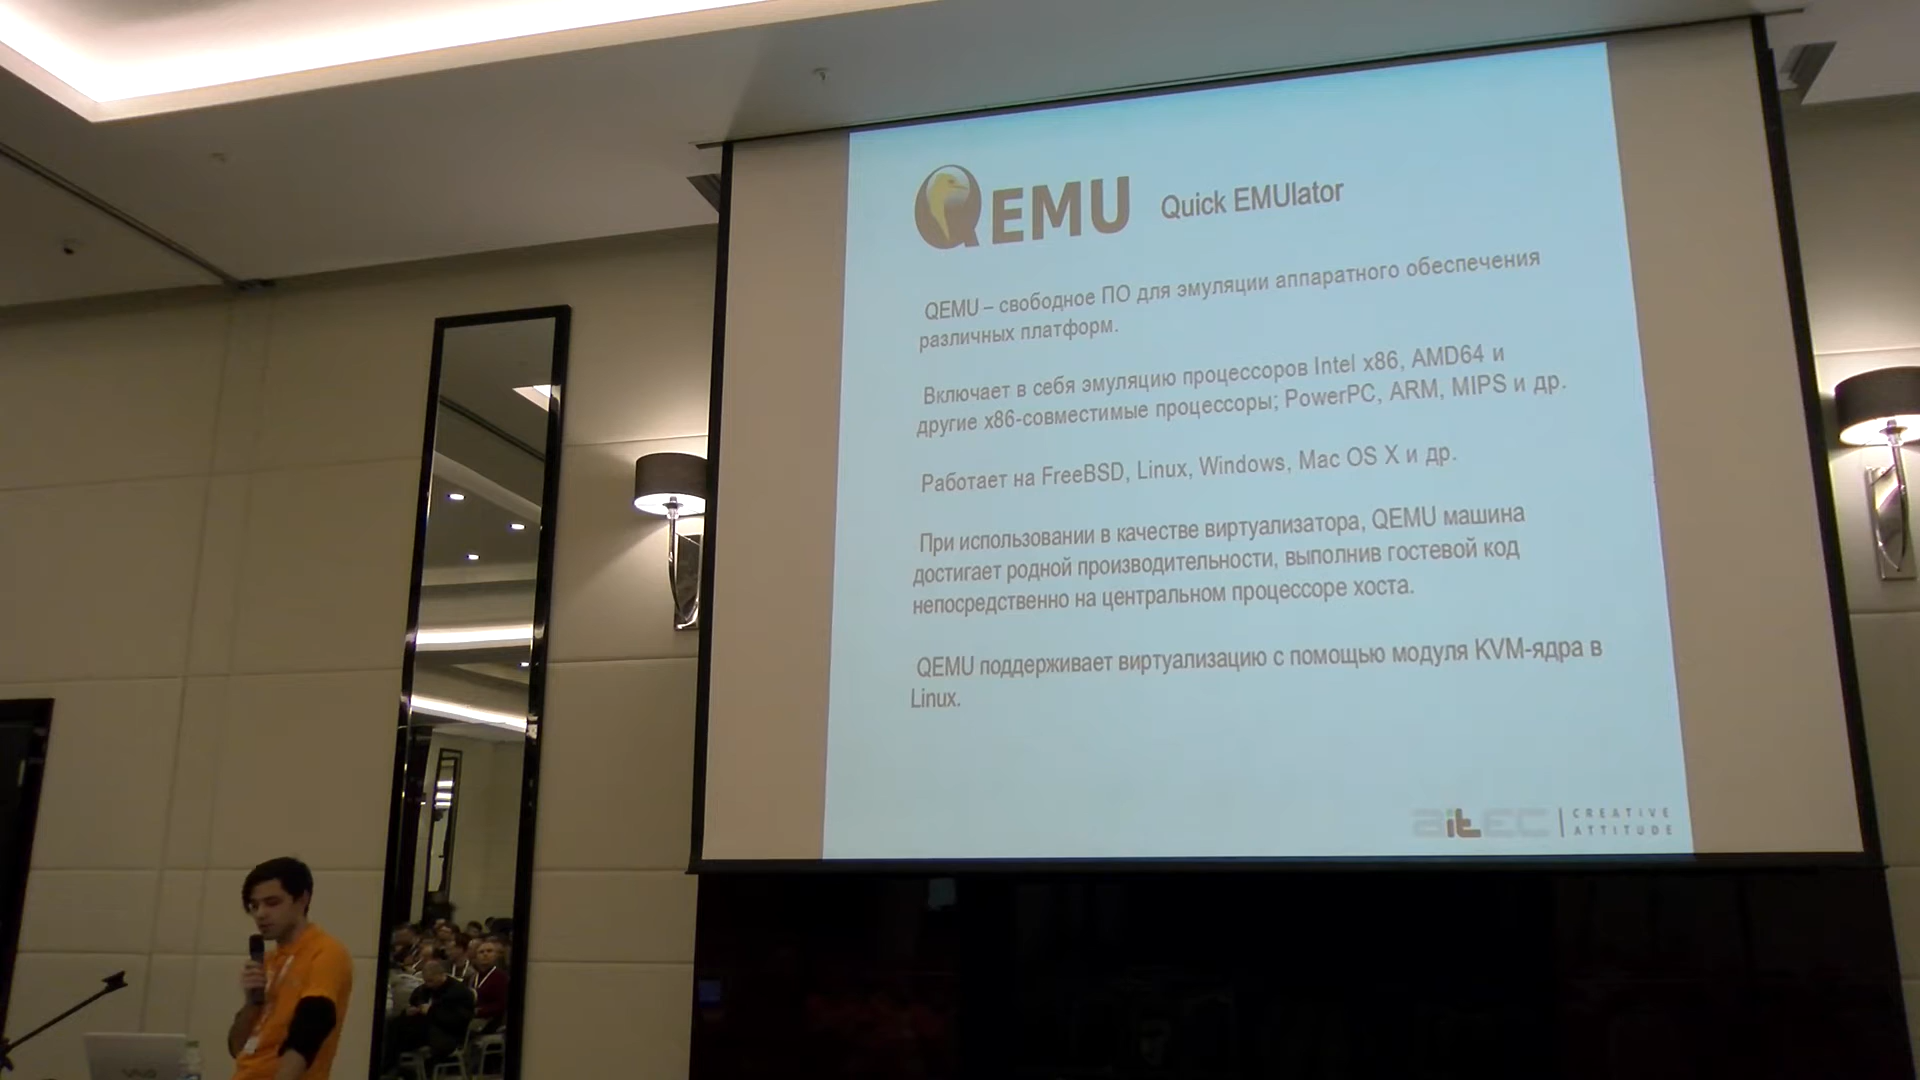 QEMU Quick EMUlator
QEMU – свободное ПО для эмуляции аппаратного обеспечения
различных платформ.
Включает в себя эмуляцию процессоров Intel x86, AMD64 и
другие x86-совместимые процессоры; PowerPC, ARM, MIPS и др.
Работает на FreeBSD, Linux, Windows, Mac OS X и др.
При использовании в качестве виртуализатора, QEMU машина
достигает родной производительности, выполнив гостевой код
непосредственно на центральном процессоре хоста.
QEMU поддерживает виртуализацию с помощью модуля KVM-ядра в
Linux.
aitec | CREATIVE
ATTITUDE
VAIO